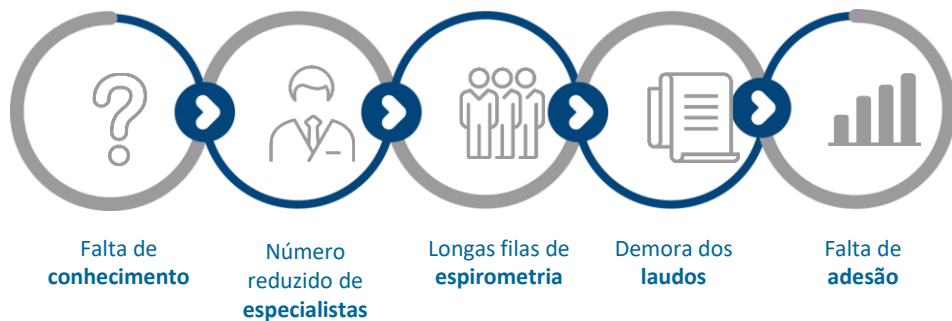 Falta de
conhecimento
Número
reduzido de
especialistas
Longas filas de
espirometria
Demora dos
laudos
Falta de
adesão